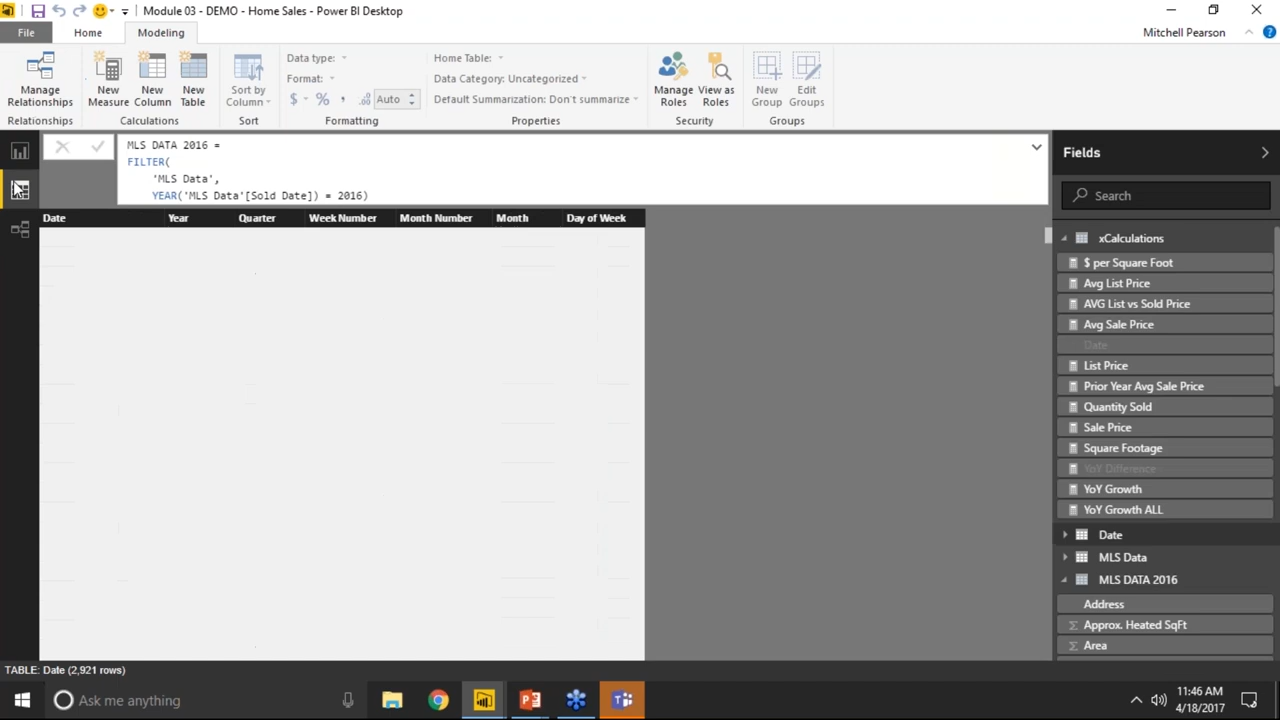 Module 03 - DEMO - Home Sales - Power BI Desktop
File
Home
Modeling
Mitchell Pearson
Manage
Relationships
New
Measure
New
Column
New
Table
Sort by
Column
Data type:
Format:
$ % , .00 Auto
Home Table:
Data Category: Uncategorized
Default Summarization: Don't summarize
Manage
Roles
View as
Roles
New
Group
Edit
Groups
Relationships
Calculations
Sort
Formatting
Properties
Security
Groups
MLS DATA 2016 =
FILTER(
'MLS Data',
YEAR('MLS Data'[Sold Date]) = 2016)
Date Year Quarter Week Number Month Number Month Day of Week
Fields
Search
xCalculations
$ per Square Foot
Avg List Price
AVG List vs Sold Price
Avg Sale Price
Date
List Price
Prior Year Avg Sale Price
Quantity Sold
Sale Price
Square Footage
YoY Difference
YoY Growth
YoY Growth ALL
Date
MLS Data
MLS DATA 2016
Address
Approx. Heated SqFt
Area
TABLE: Date (2,921 rows)
Ask me anything
11:46 AM
4/18/2017